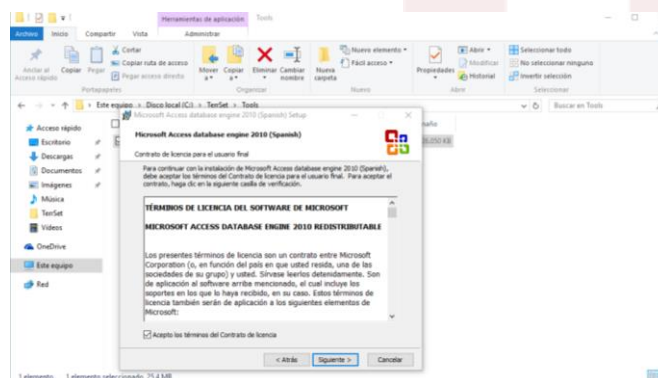 Herramientas de aplicación Tools
Archivo Inicio Compartir Vista Administrar
Anclar al Acceso rápido
Copiar
Pegar
Cortar
Copiar ruta de acceso
Pegar acceso directo
Portapapeles
Mover a
Copiar a
Eliminar
Cambiar nombre
Organizar
Nueva carpeta
Nuevo elemento
Fácil acceso
Nuevo
Propiedades
Abrir
Modificar
Historial
Abrir
Seleccionar todo
No seleccionar ninguno
Invertir selección
Seleccionar
Este equipo > Disco local (C:) > TenSet > Tools
Buscar en Tools
Acceso rápido
Escritorio
Descargas
Documentos
Imágenes
Música
TenSet
Vídeos
OneDrive
Este equipo
Red
Microsoft Access database engine 2010 (Spanish) Setup
Microsoft Access database engine 2010 (Spanish)
Contrato de licencia para el usuario final
Para continuar con la instalación de Microsoft Access database engine 2010 (Spanish),
debe aceptar los términos del Contrato de licencia para el usuario final. Para aceptar el
contrato, haga clic en la siguiente casilla de verificación.
TÉRMINOS DE LICENCIA DEL SOFTWARE DE MICROSOFT
MICROSOFT ACCESS DATABASE ENGINE 2010 REDISTRIBUTABLE
Los presentes términos de licencia son un contrato entre Microsoft
Corporation (o, en función del país en que usted resida, una de las
sociedades de su grupo) y usted. Sírvase leerlos detenidamente. Son
de aplicación al software arriba mencionado, el cual incluye los
soportes en los que lo haya recibido, en su caso. Estos términos de
licencia también serán de aplicación a los siguientes elementos de
Microsoft:
Acepto los términos del Contrato de licencia
< Atrás
Siguiente >
Cancelar
1 elemento 1 elemento seleccionado 25,4 MB